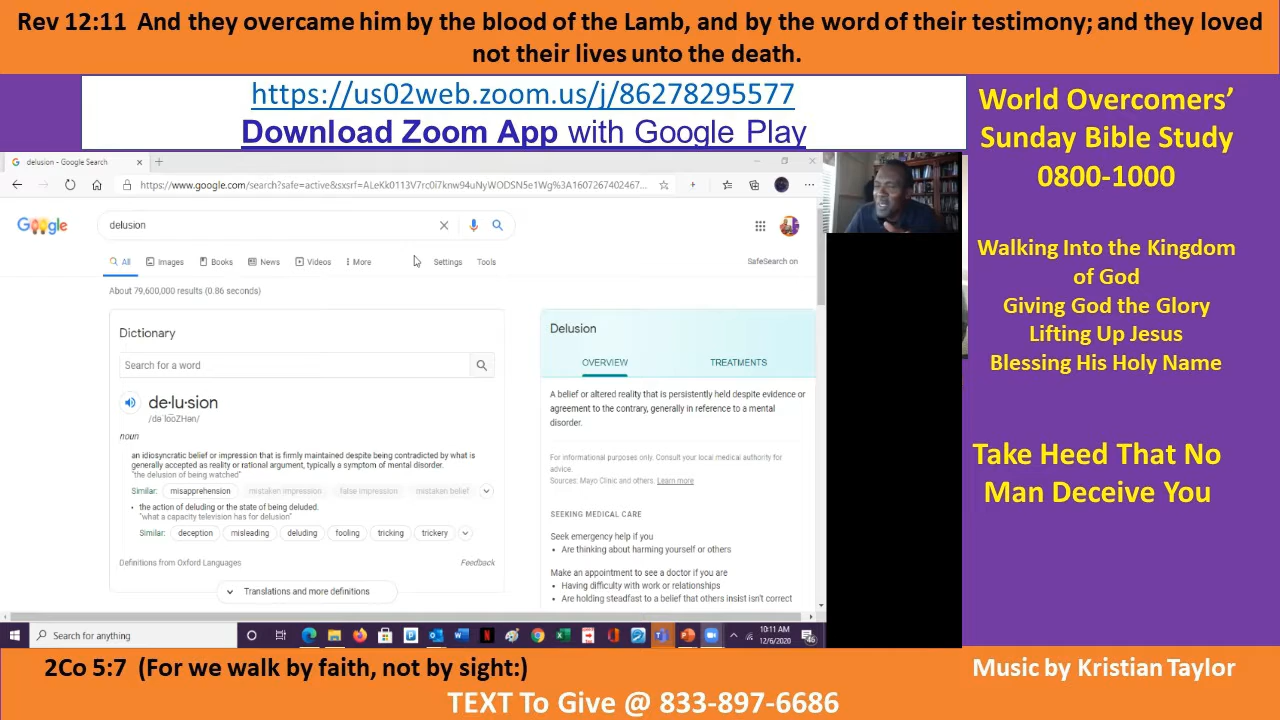 Rev 12:11 And they overcame him by the blood of the Lamb, and by the word of their testimony; and they loved
not their lives unto the death.
https://us02web.zoom.us/j/86278295577
Download Zoom App with Google Play
World Overcomers’
Sunday Bible Study
0800-1000
Walking Into the Kingdom
of God
Giving God the Glory
Lifting Up Jesus
Blessing His Holy Name
Take Heed That No
Man Deceive You
delusion - Google Search
https://www.google.com/search?safe=active&sxsrf=
Google
delusion
All Images Books News Videos More Settings Tools
SafeSearch on
About 79,600,000 results (0.86 seconds)
Dictionary
Search for a word
de·lu·sion
noun
an idiosyncratic belief or impression that is firmly maintained despite being contradicted by what is
generally accepted as reality or rational argument, typically a symptom of mental disorder.
"the delusion of being watched"
Similar: misapprehension mistaken impression false impression mistaken belief
• the action of deluding or the state of being deluded.
"what a capacity television has for delusion"
Similar: deception misleading deluding fooling tricking trickery
Definitions from Oxford Languages
Feedback
Translations and more definitions
Delusion
OVERVIEW TREATMENTS
A belief or altered reality that is persistently held despite evidence or
agreement to the contrary, generally in reference to a mental
disorder.
For informational purposes only. Consult your local medical authority for
advice.
Sources: Mayo Clinic and others. Learn more
SEEKING MEDICAL CARE
Seek emergency help if you
• Are thinking about harming yourself or others
Make an appointment to see a doctor if you are
• Having difficulty with work or relationships
• Are holding steadfast to a belief that others insist isn't correct
Search for anything
10:11 AM
12/6/2020
2Co 5:7 (For we walk by faith, not by sight:)
Music by Kristian Taylor
TEXT To Give @ 833-897-6686